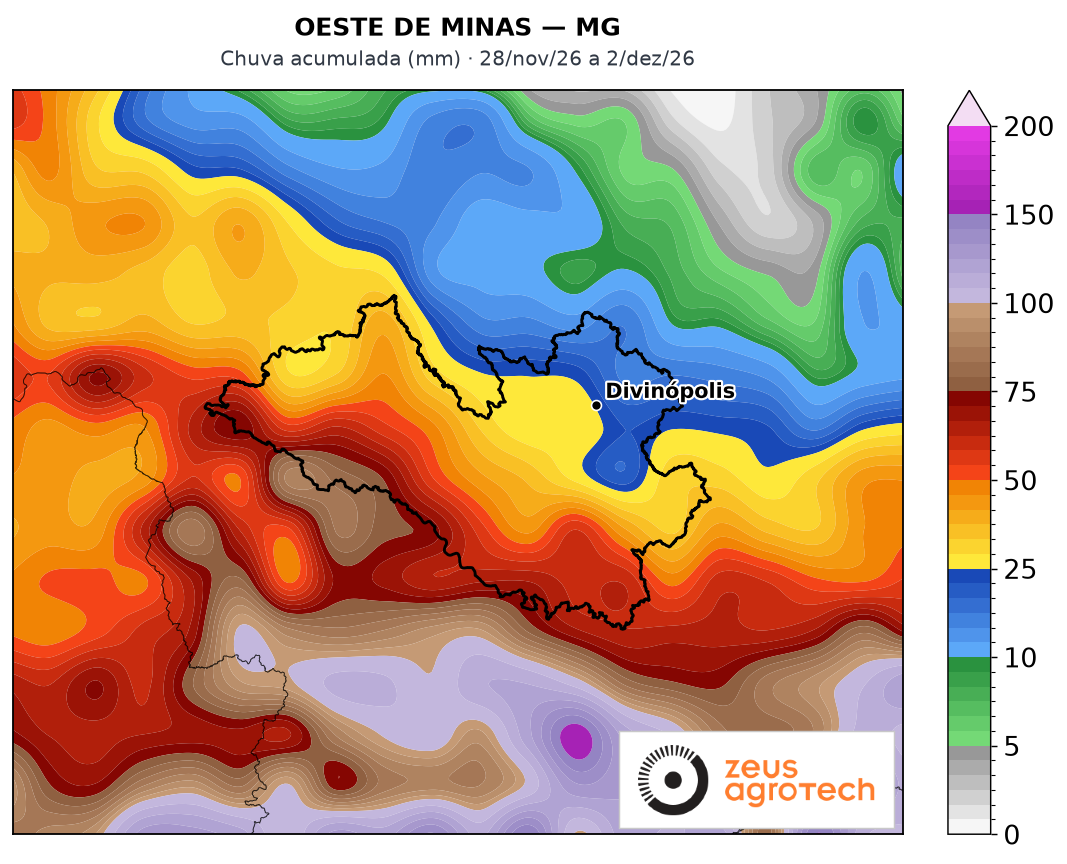 OESTE DE MINAS — MG
Chuva acumulada (mm) · 28/nov/26 a 2/dez/26
200
150
100
75
50
25
10
5
0
Divinópolis
zeus
agrotech